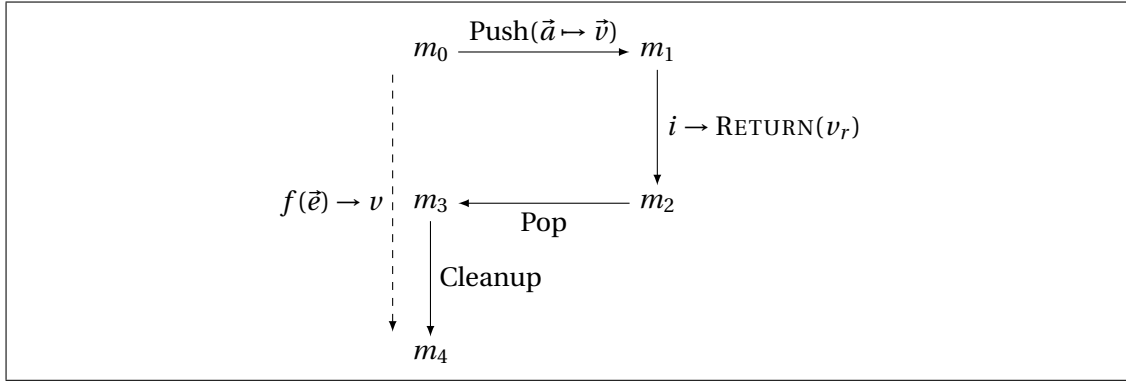 Push(a⃗ ↦ v⃗)
m₀ m₁
i → RETURN(vᵣ)
f(e⃗) → v m₃ m₂
Pop
Cleanup
m₄